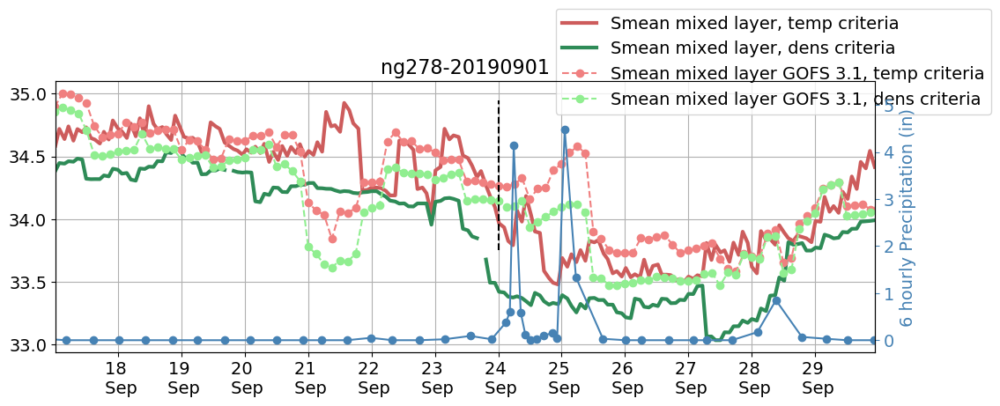 Smean mixed layer, temp criteria
Smean mixed layer, dens criteria
Smean mixed layer GOFS 3.1, temp criteria
Smean mixed layer GOFS 3.1, dens criteria
ng278-20190901
35.0
34.5
34.0
33.5
33.0
5
4
3
2
1
0
6 hourly Precipitation (in)
18 19 20 21 22 23 24 25 26 27 28 29
Sep Sep Sep Sep Sep Sep Sep Sep Sep Sep Sep Sep